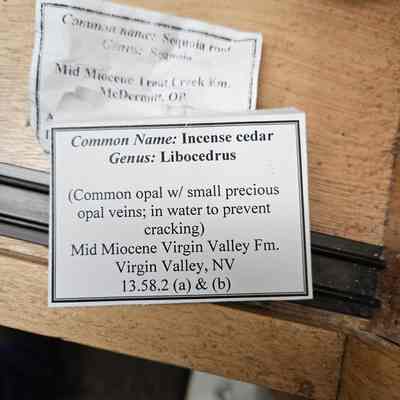 Common name: Sequoia root
Genus: Sequoia
Mid Miocene Trout Creek Fm.
McDermitt, OR
Common Name: Incense cedar
Genus: Libocedrus
(Common opal w/ small precious
opal veins; in water to prevent
cracking)
Mid Miocene Virgin Valley Fm.
Virgin Valley, NV
13.58.2 (a) & (b)